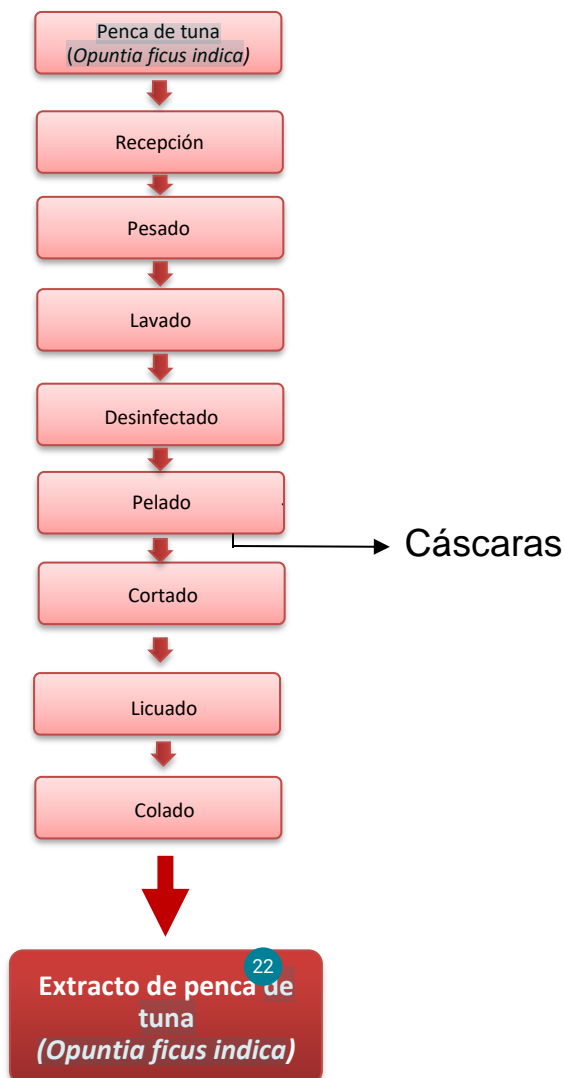 Penca de tuna
(Opuntia ficus indica)
Recepción
Pesado
Lavado
Desinfectado
Pelado
Cáscaras
Cortado
Licuado
Colado
22
Extracto de penca de
tuna
(Opuntia ficus indica)